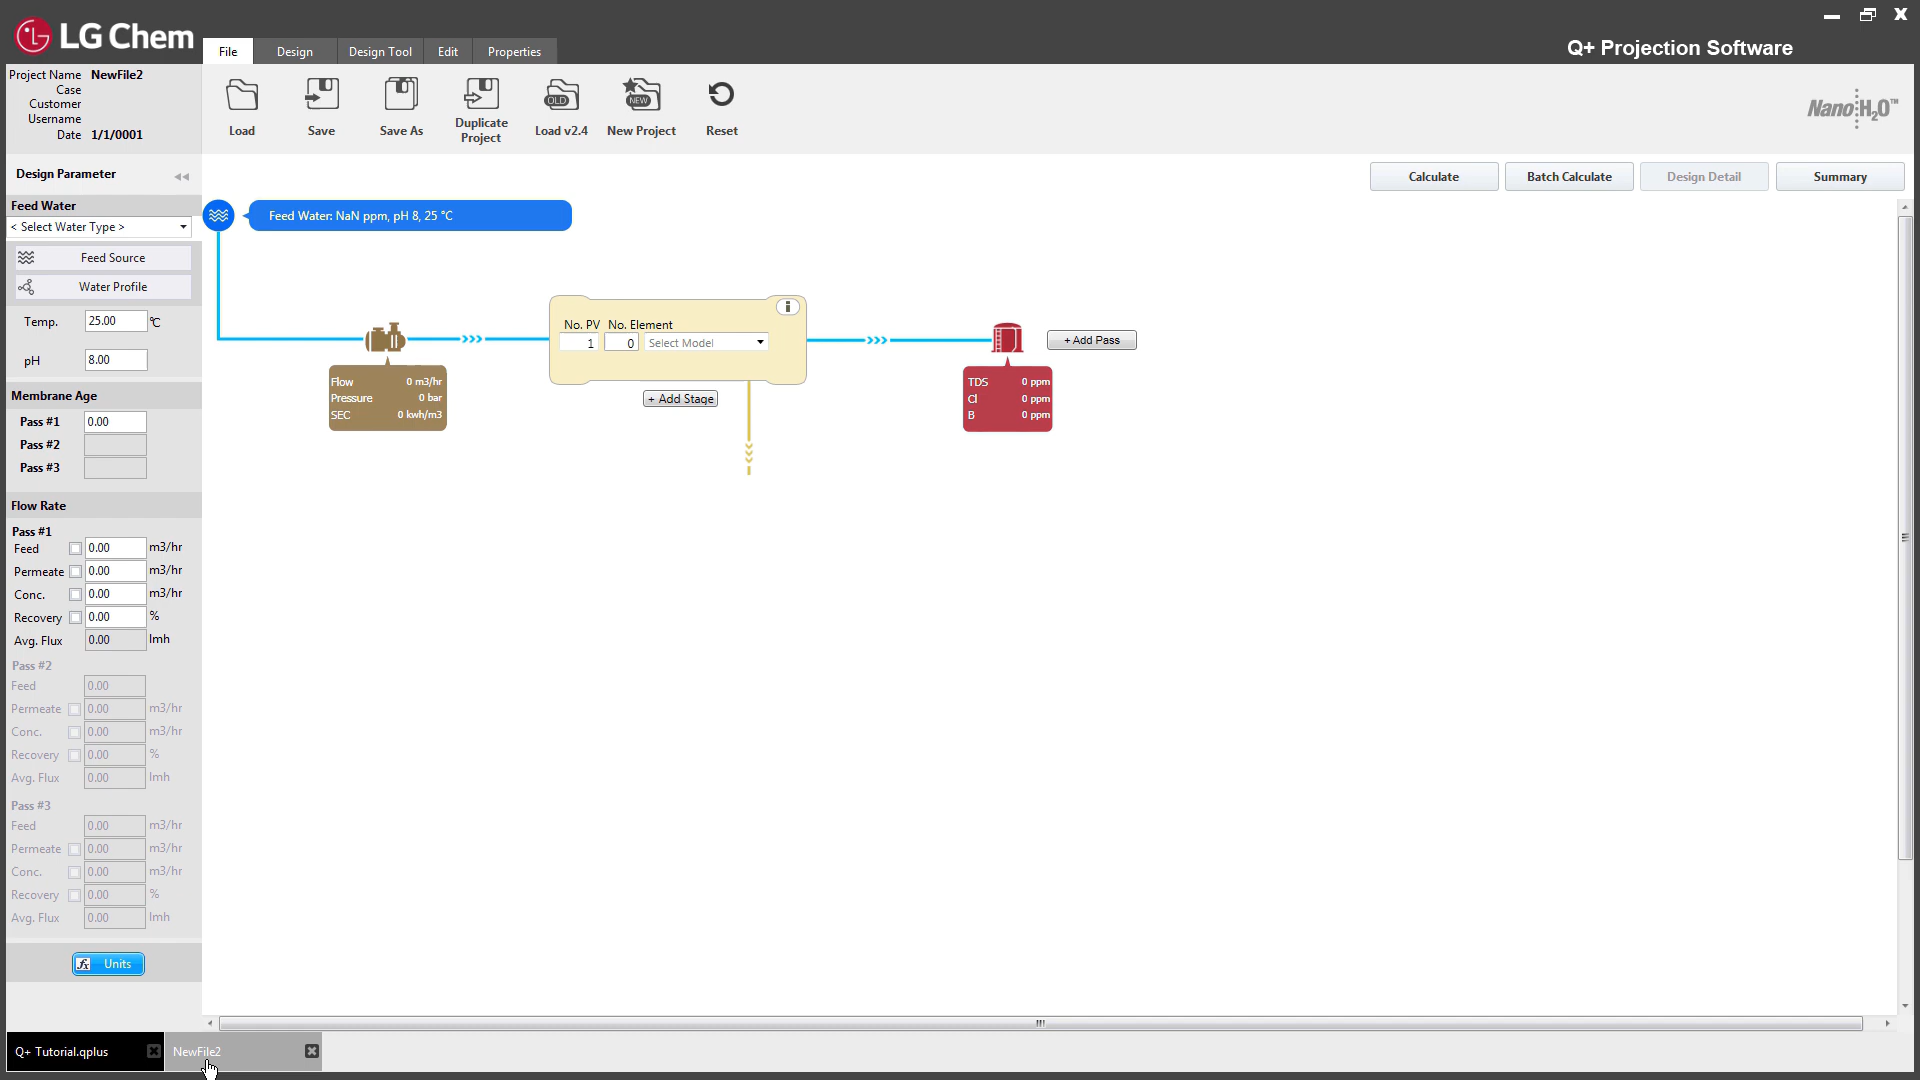 LG Chem
File
Design
Design Tool
Edit
Properties
Q+ Projection Software
Project Name NewFile2
Case
Customer
Username
Date 1/1/0001
Load
Save
Save As
Duplicate
Project
OLD
Load v2.4
NEW
New Project
Reset
NanoH2O™
Design Parameter
Calculate
Batch Calculate
Design Detail
Summary
Feed Water
< Select Water Type >
Feed Source
Water Profile
Temp. 25.00 °C
pH 8.00
Membrane Age
Pass #1 0.00
Pass #2
Pass #3
Flow Rate
Pass #1
Feed 0.00 m3/hr
Permeate 0.00 m3/hr
Conc. 0.00 m3/hr
Recovery 0.00 %
Avg. Flux 0.00 lmh
Pass #2
Feed 0.00
Permeate 0.00 m3/hr
Conc. 0.00 m3/hr
Recovery 0.00 %
Avg. Flux 0.00 lmh
Pass #3
Feed 0.00 m3/hr
Permeate 0.00 m3/hr
Conc. 0.00 m3/hr
Recovery 0.00 %
Avg. Flux 0.00 lmh
fx Units
Feed Water: NaN ppm, pH 8, 25 °C
Flow 0 m3/hr
Pressure 0 bar
SEC 0 kwh/m3
i
No. PV No. Element
1 0 Select Model
+ Add Stage
+ Add Pass
TDS 0 ppm
Cl 0 ppm
B 0 ppm
Q+ Tutorial.qplus
NewFile2